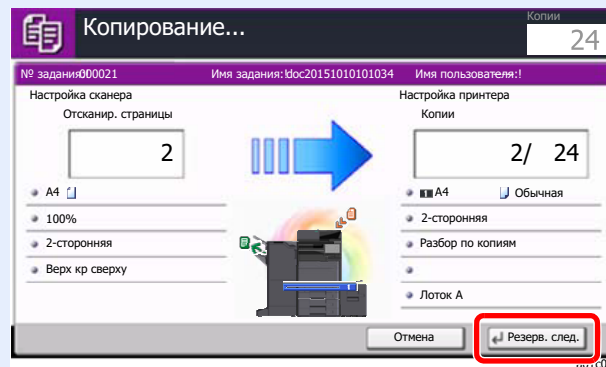 Копирование...
Копии
24
№ задания: 000021 Имя задания: doc20151010101034 Имя пользователя:
Настройка сканера Настройка принтера
Отсканир. страницы Копии
2 2/ 24
A4 1 A4 Обычная
100% 2-сторонняя
2-сторонняя Разбор по копиям
Верх кр сверху
Лоток A
Отмена Резерв. след.